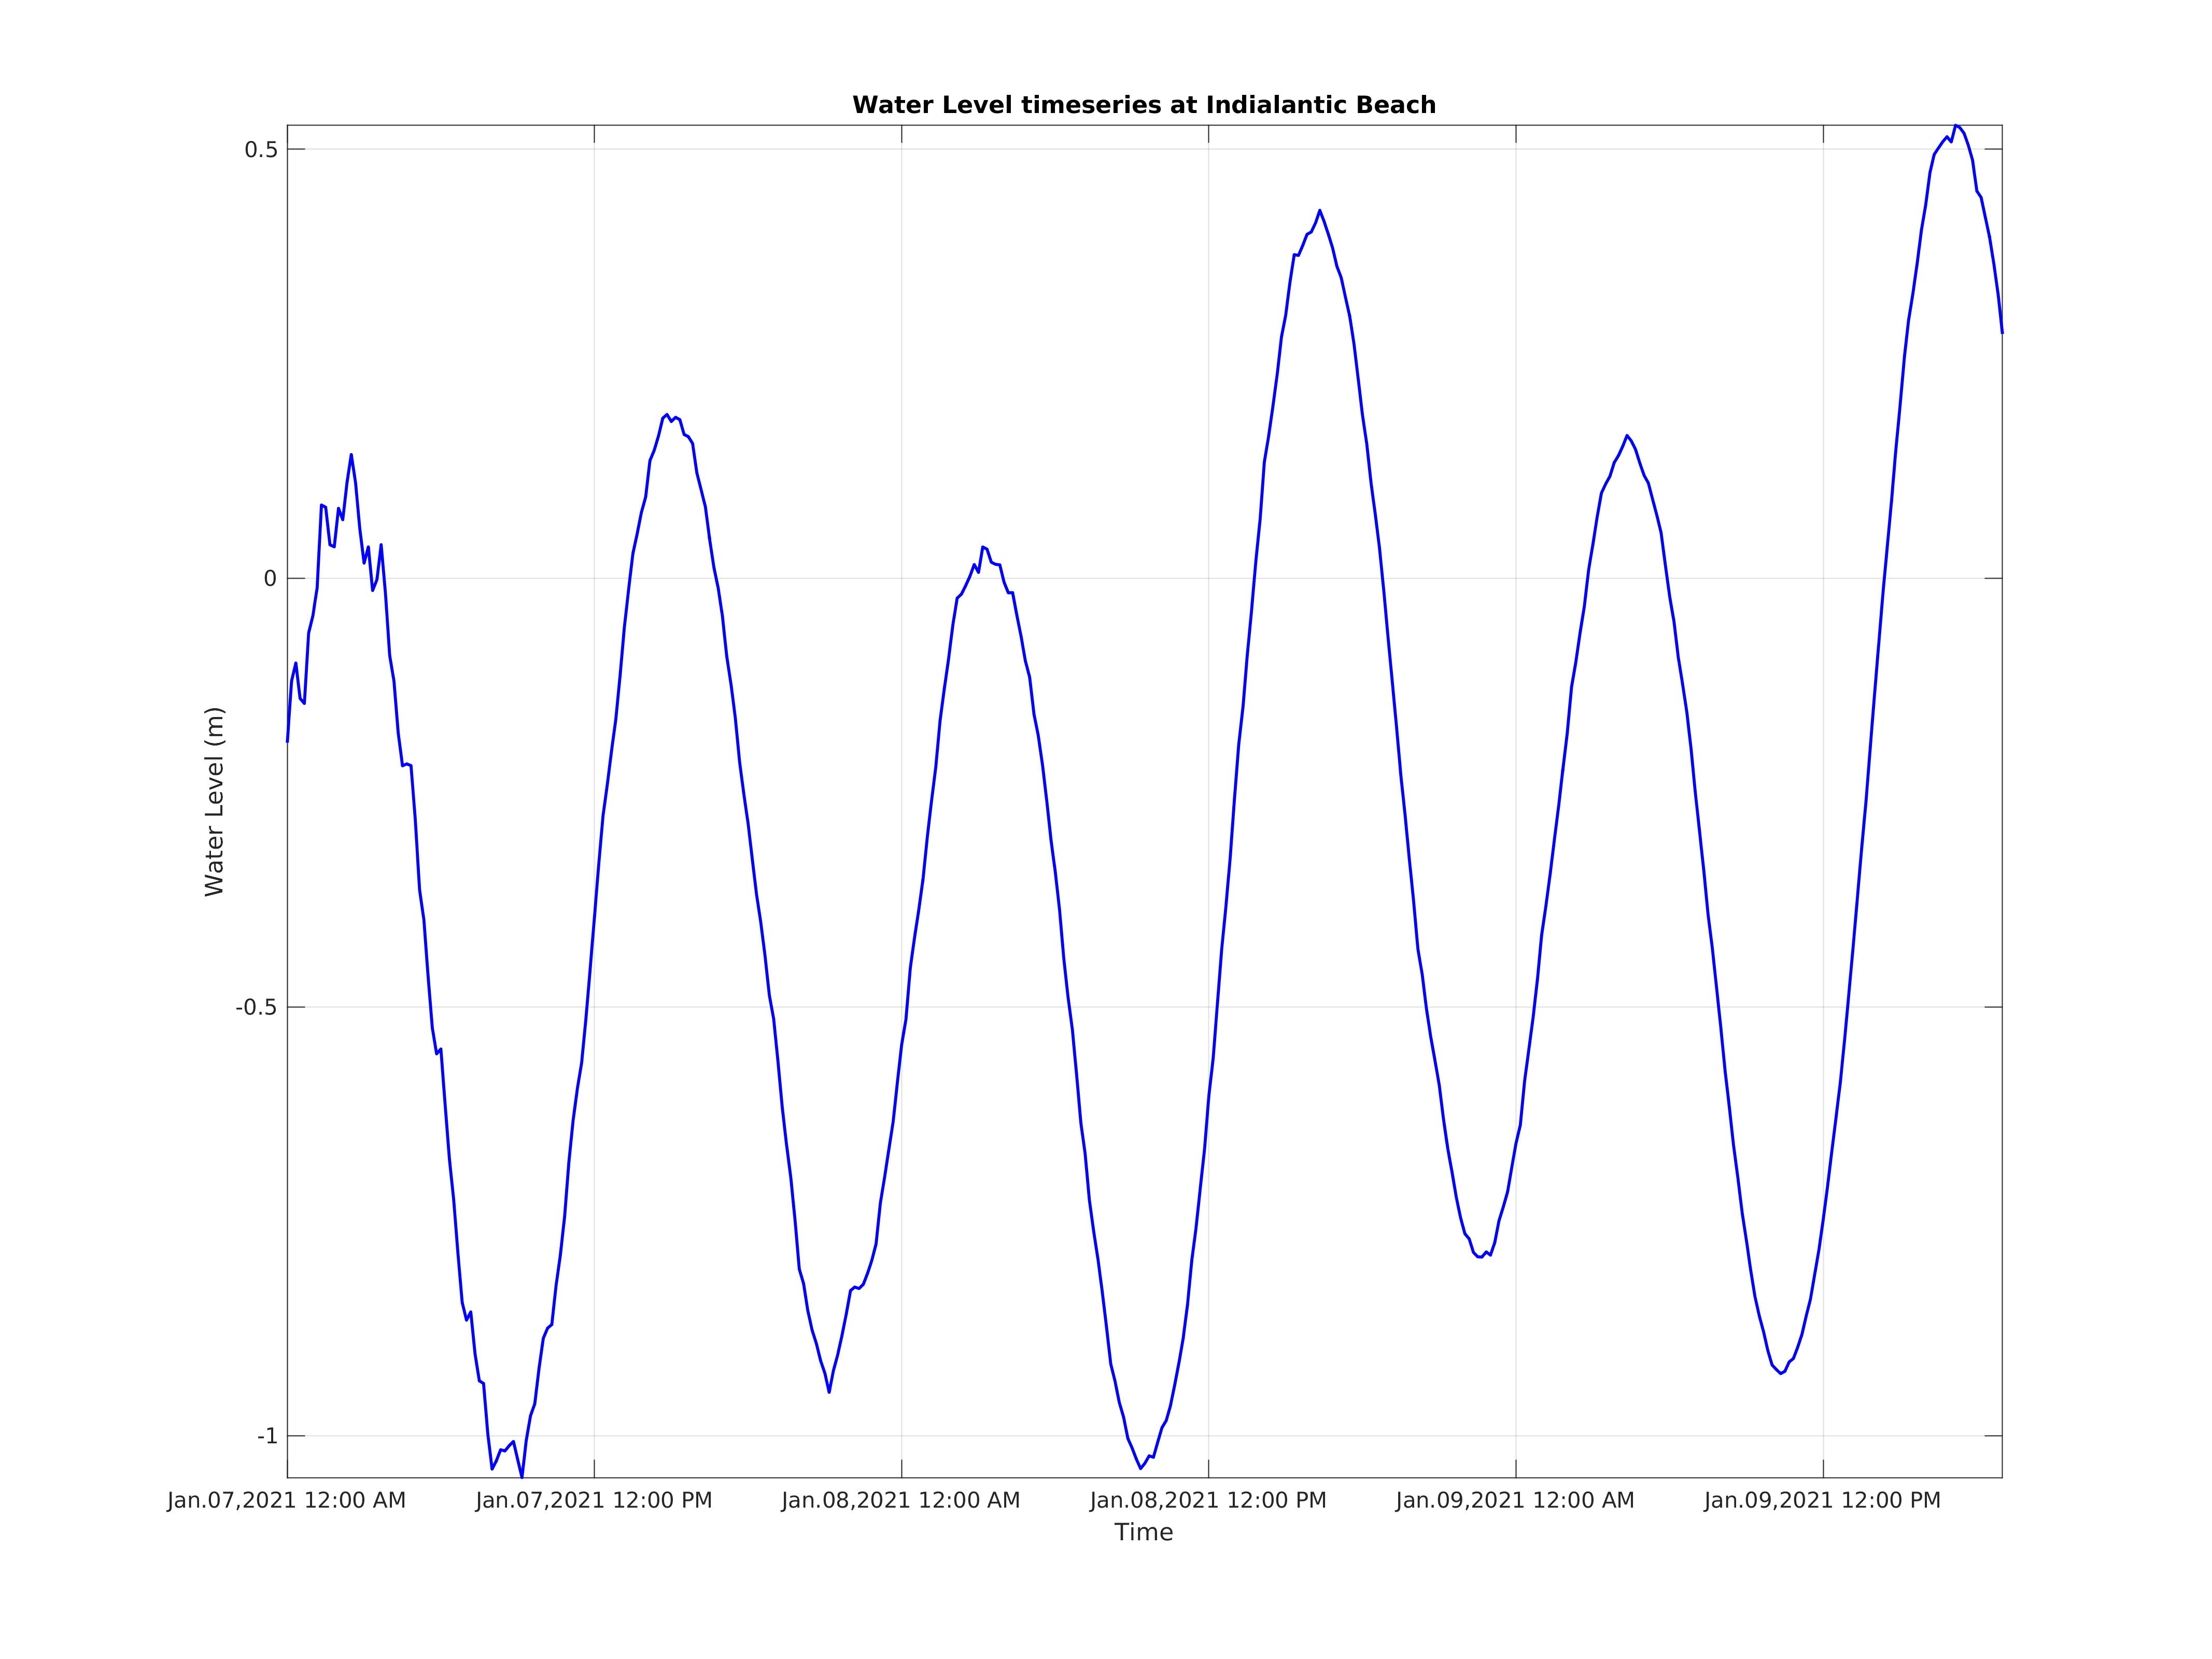 Water Level timeseries at Indialantic Beach
0.5
0
-0.5
-1
Water Level (m)
Jan.07,2021 12:00 AM
Jan.07,2021 12:00 PM
Jan.08,2021 12:00 AM
Jan.08,2021 12:00 PM
Jan.09,2021 12:00 AM
Jan.09,2021 12:00 PM
Time